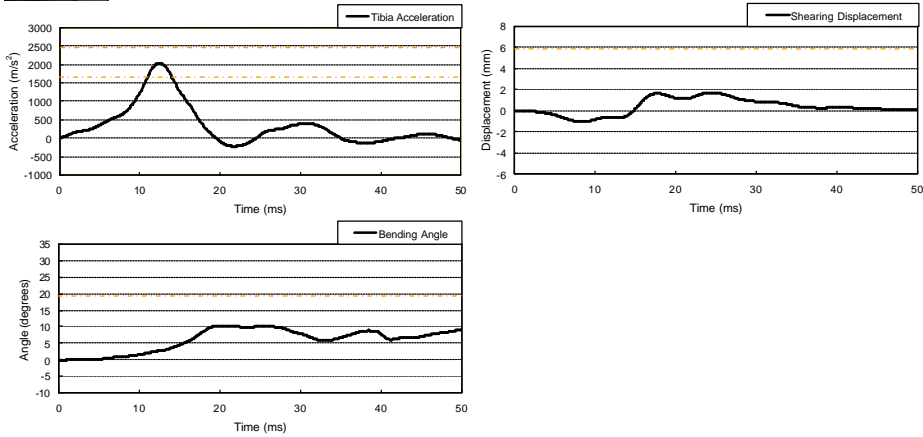 Tibia Acceleration
3000
2500
2000
1500
1000
500
0
-500
-1000
Acceleration (m/s²)
0 10 20 30 40 50
Time (ms)
Shearing Displacement
8
6
4
2
0
-2
-4
-6
Displacement (mm)
0 10 20 30 40 50
Time (ms)
Bending Angle
35
30
25
20
15
10
5
0
-5
-10
Angle (degrees)
0 10 20 30 40 50
Time (ms)